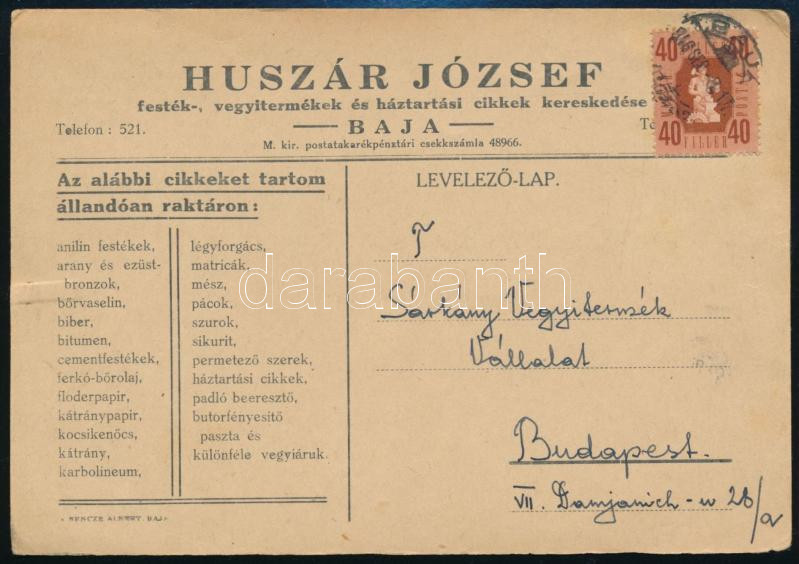 HUSZÁR JÓZSEF
festék-, vegyitermékek és háztartási cikkek kereskedése
Telefon : 521.
BAJA
M. kir. postatakarékpénztári csekkszámla 48966.
40 40
40 FILLÉR 40
Az alábbi cikkeket tartom
állandóan raktáron:
anilin festékek,
arany és ezüst-
bronzok,
bőrvaselin,
biber,
bitumen,
cementfestékek,
ferkó-bőrolaj,
floderpapir,
kátránypapir,
kocsikenőcs,
kátrány,
karbolineum,
légyforgács,
matricák,
mész,
pácok,
szurok,
sikurit,
permetező szerek,
háztartási cikkek,
padló beeresztő,
butorfényesitő
paszta és
különféle vegyiáruk.
LEVELEZŐ-LAP.
T
Sárkány Vegyitermék
Vállalat
Budapest.
VII. Damjanich-u 28/a
darabanth